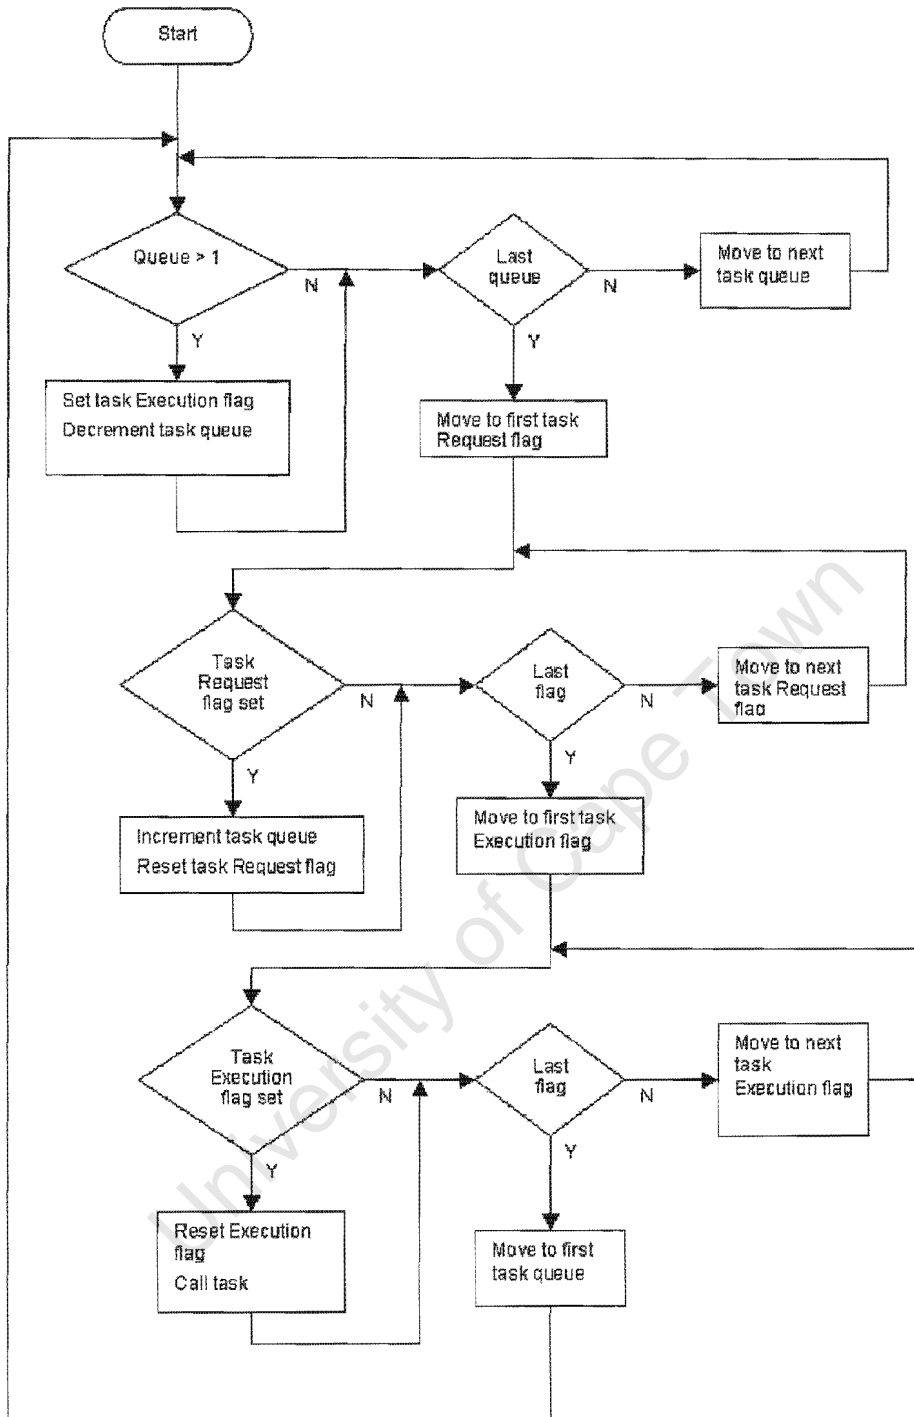 Start
Queue > 1
N
Y
Last
queue
N
Y
Move to next
task queue
Set task Execution flag
Decrement task queue
Move to first task
Request flag
Task
Request
flag set
N
Y
Last
flag
N
Y
Move to next
task Request
flag
Increment task queue
Reset task Request flag
Move to first task
Execution flag
Task
Execution
flag set
N
Y
Last
flag
N
Y
Move to next
task
Execution flag
Reset Execution
flag
Call task
Move to first
task queue
University of Cape Town